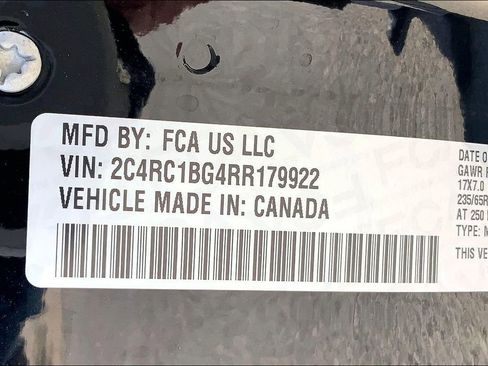 MFD BY: FCA US LLC
VIN: 2C4RC1BG4RR179922
VEHICLE MADE IN: CANADA
DATE O
GAWR
17X7.0
235/65R
AT 250
TYPE:
THIS VE